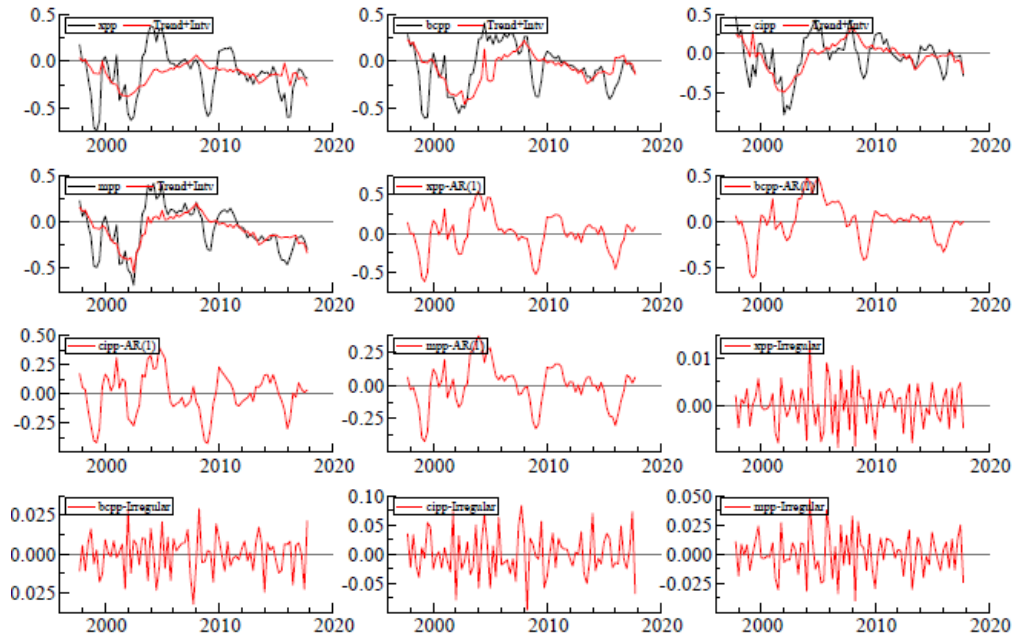 0.5
xpp Trend+Intv
0.0
-0.5
2000 2010 2020
0.5
bcpp Trend+Intv
0.0
-0.5
2000 2010 2020
0.5
cipp Trend+Intv
0.0
-0.5
2000 2010 2020
0.5
mpp Trend+Intv
0.0
-0.5
2000 2010 2020
0.5
xpp-AR(1)
0.0
-0.5
2000 2010 2020
0.5
bcpp-AR(1)
0.0
-0.5
2000 2010 2020
0.50
cipp-AR(1)
0.25
0.00
-0.25
2000 2010 2020
mpp-AR(1)
0.25
0.00
-0.25
2000 2010 2020
xpp-Irregular
0.01
0.00
2000 2010 2020
bcpp-Irregular
0.025
0.000
0.025
2000 2010 2020
0.10
cipp-Irregular
0.05
0.00
-0.05
2000 2010 2020
0.050
mpp-Irregular
0.025
0.000
-0.025
2000 2010 2020